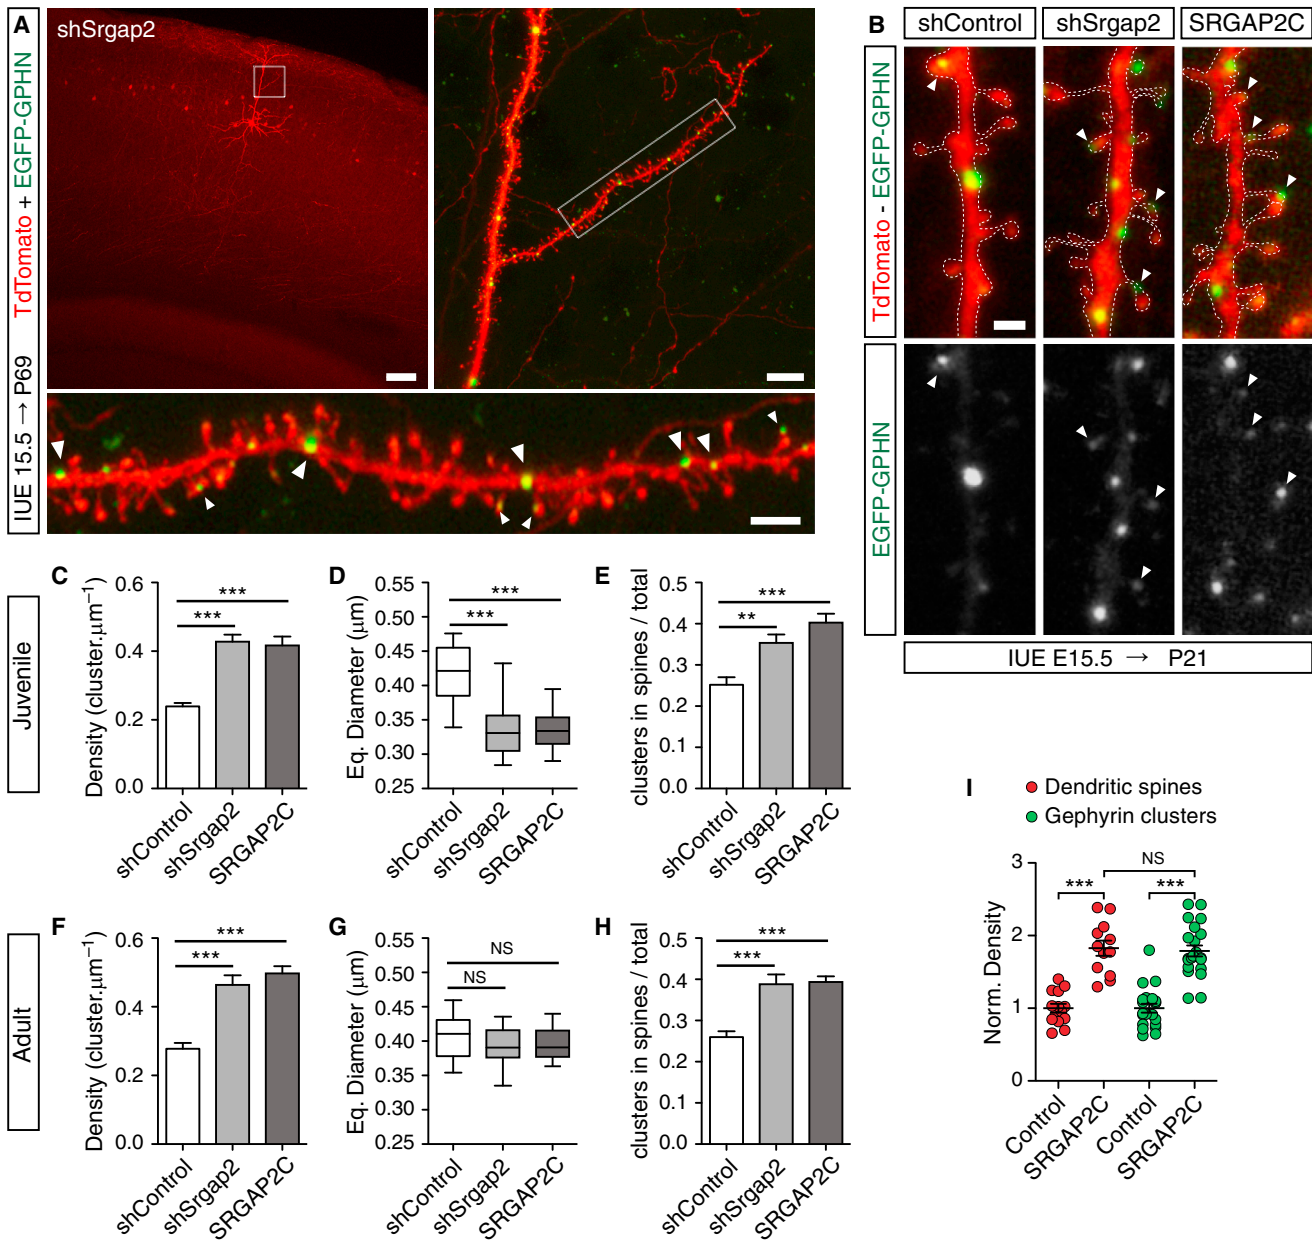 A
shSrgap2
TdTomato + EGFP-GPHN
IUE 15.5 → P69
B
shControl
shSrgap2
SRGAP2C
TdTomato - EGFP-GPHN
EGFP-GPHN
IUE E15.5 → P21
Juvenile
C
Density (cluster.µm⁻¹)
0.6
0.4
0.2
0.0
***
***
shControl
shSrgap2
SRGAP2C
D
Eq. Diameter (µm)
0.55
0.50
0.45
0.40
0.35
0.30
0.25
***
***
shControl
shSrgap2
SRGAP2C
E
clusters in spines / total
0.5
0.4
0.3
0.2
0.1
0.0
***
**
shControl
shSrgap2
SRGAP2C
Adult
F
Density (cluster.µm⁻¹)
0.6
0.4
0.2
0.0
***
***
shControl
shSrgap2
SRGAP2C
G
Eq. Diameter (µm)
0.55
0.50
0.45
0.40
0.35
0.30
0.25
NS
NS
shControl
shSrgap2
SRGAP2C
H
clusters in spines / total
0.5
0.4
0.3
0.2
0.1
0.0
***
***
shControl
shSrgap2
SRGAP2C
I
Dendritic spines
Gephyrin clusters
Norm. Density
3
2
1
0
NS
***
***
Control
SRGAP2C
Control
SRGAP2C